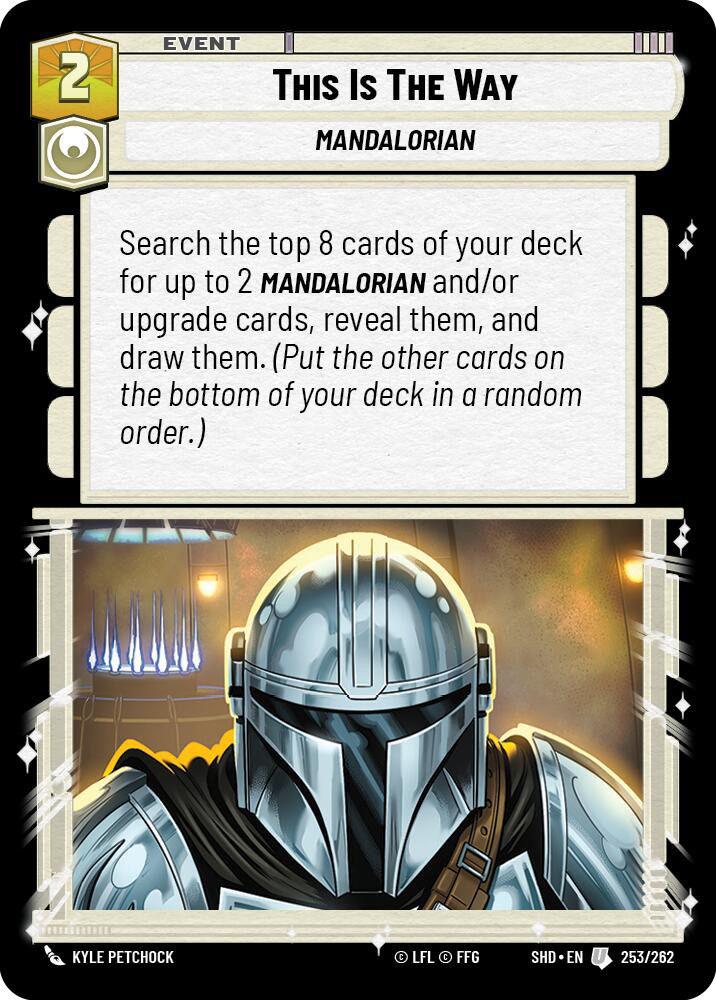 EVENT
2
THIS IS THE WAY
MANDALORIAN
Search the top 8 cards of your deck
for up to 2 MANDALORIAN and/or
upgrade cards, reveal them, and
draw them. (Put the other cards on
the bottom of your deck in a random
order.)
KYLE PETCHOCK
© LFL © FFG
SHD • EN U 253/262